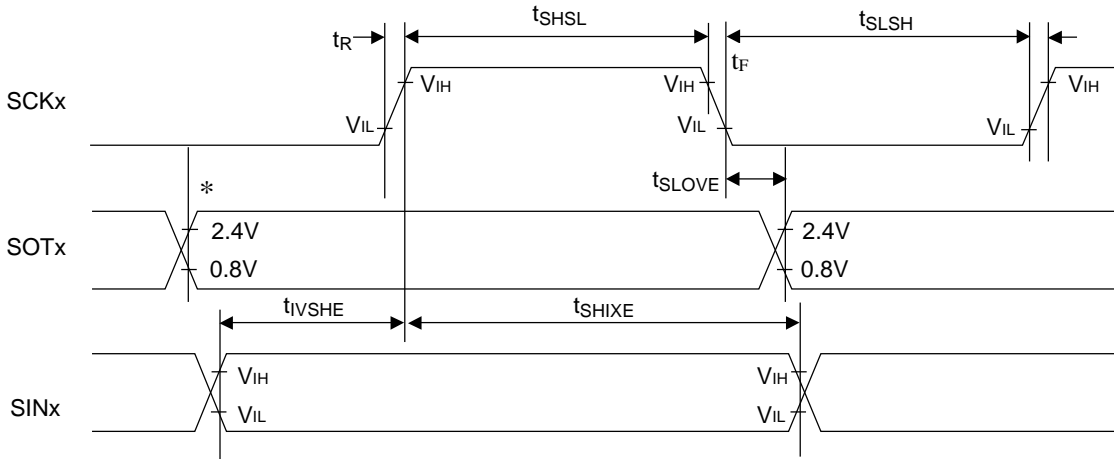 tR tSHSL tSLSH
SCKx VIH VIH tF VIH
VIL VIL VIL
* tSLOVE
SOTx 2.4V 2.4V
0.8V 0.8V
tIVSHE tSHIXE
SINx VIH VIH
VIL VIL